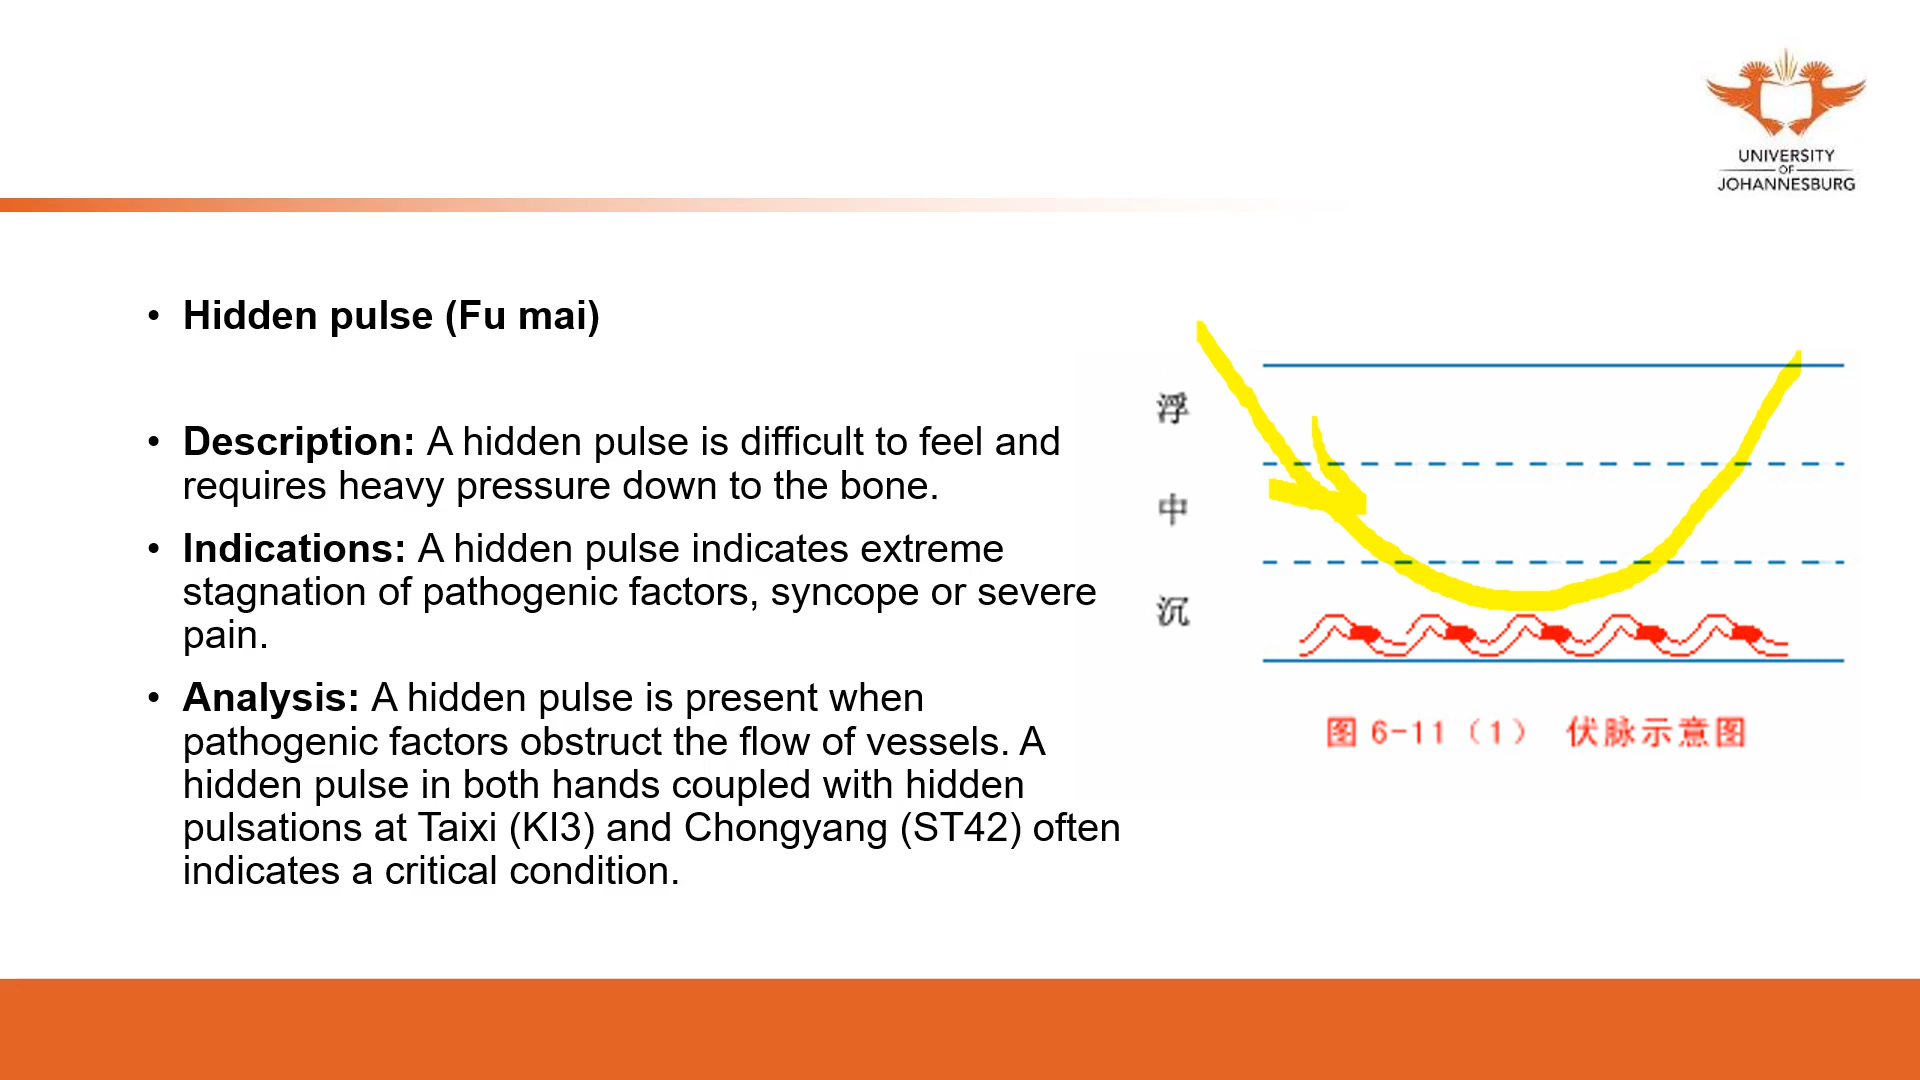 UNIVERSITY
OF
JOHANNESBURG
• Hidden pulse (Fu mai)
• Description: A hidden pulse is difficult to feel and
requires heavy pressure down to the bone.
• Indications: A hidden pulse indicates extreme
stagnation of pathogenic factors, syncope or severe
pain.
• Analysis: A hidden pulse is present when
pathogenic factors obstruct the flow of vessels. A
hidden pulse in both hands coupled with hidden
pulsations at Taixi (KI3) and Chongyang (ST42) often
indicates a critical condition.
浮
中
沉
图 6-11（1） 伏脉示意图